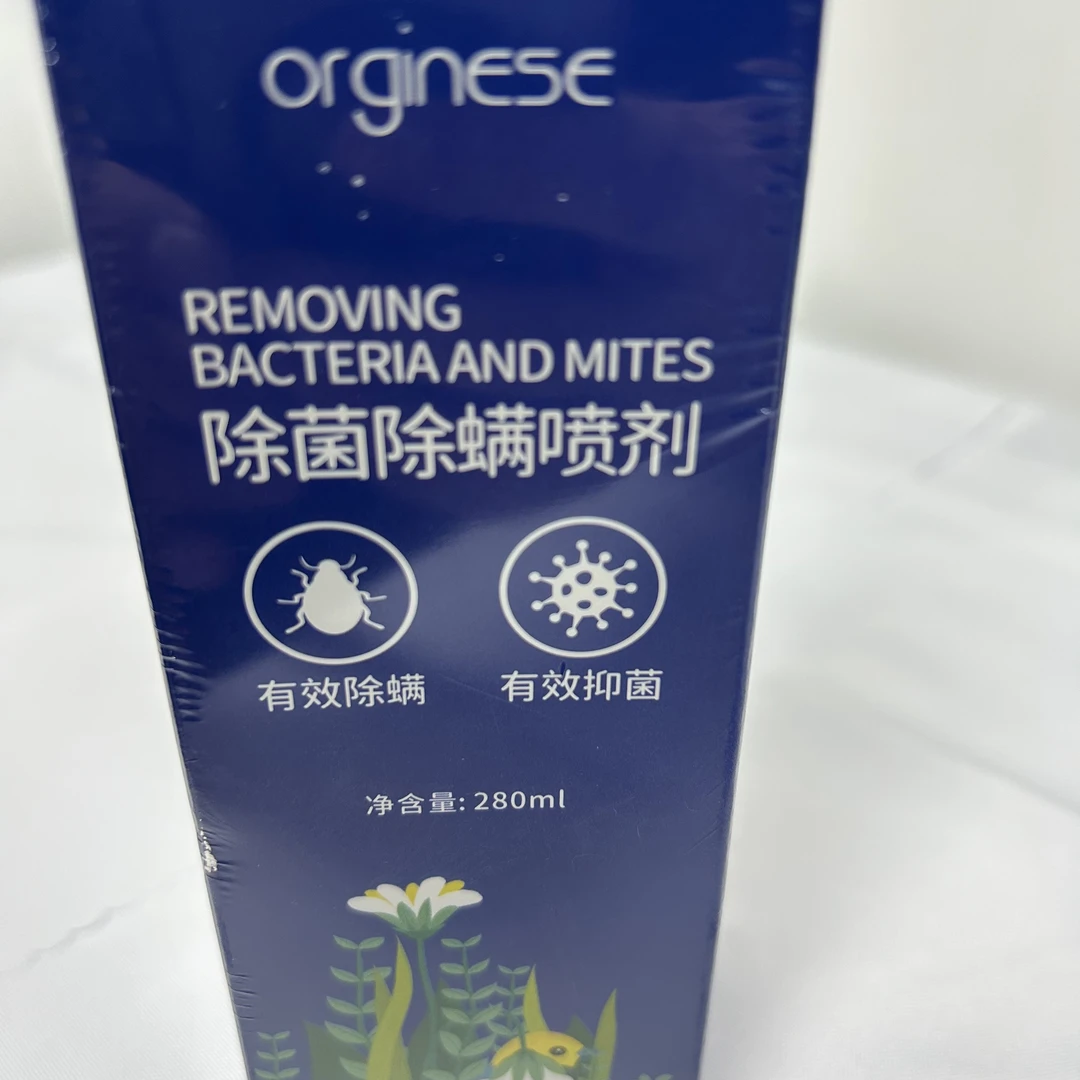 orginese
REMOVING
BACTERIA AND MITES
除菌除螨喷剂
有效除螨
有效抑菌
净含量: 280ml